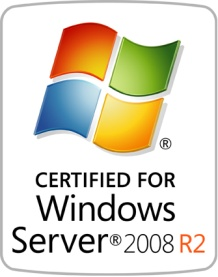 ®
CERTIFIED FOR
Windows
Server® 2008 R2